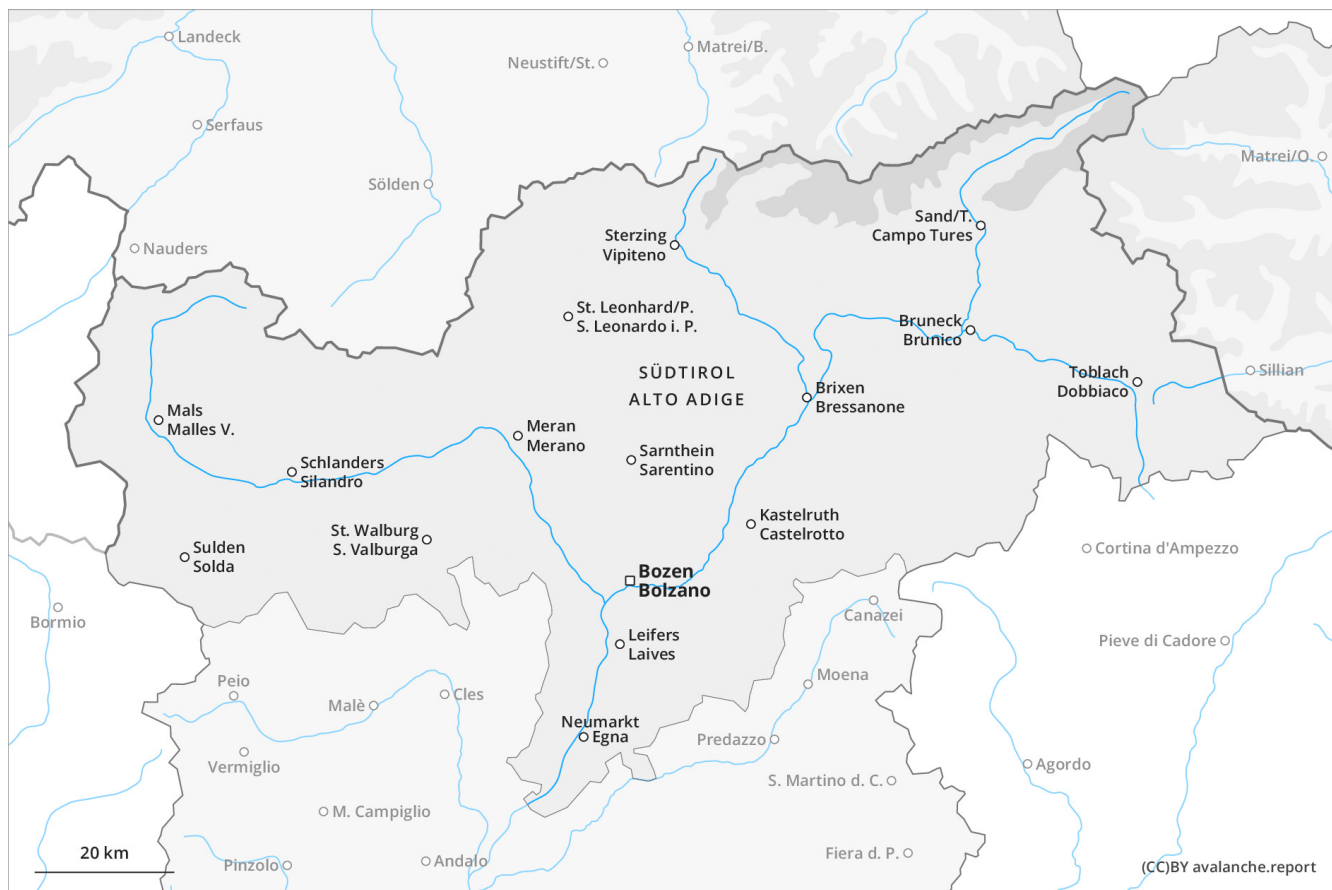 Landeck
Matrei/B.
Neustift/St.
Serfaus
Matrei/O.
Sölden
Sand/T.
Campo Tures
Nauders
Sterzing
Vipiteno
St. Leonhard/P.
S. Leonardo i. P.
Bruneck
Brunico
SÜDTIROL
ALTO ADIGE
Toblach
Dobbiaco
Sillian
Brixen
Bressanone
Mals
Malles V.
Meran
Merano
Schlanders
Silandro
Sarnthein
Sarentino
Kastelruth
Castelrotto
St. Walburg
S. Valburga
Sulden
Solda
Cortina d'Ampezzo
Bozen
Bolzano
Bormio
Canazei
Leifers
Laives
Pieve di Cadore
Peio
Malè
Cles
Moena
Neumarkt
Egna
Predazzo
Vermiglio
Agordo
S. Martino d. C.
M. Campiglio
20 km
Pinzolo
Andalo
Fiera d. P.
(CC)BY avalanche.report